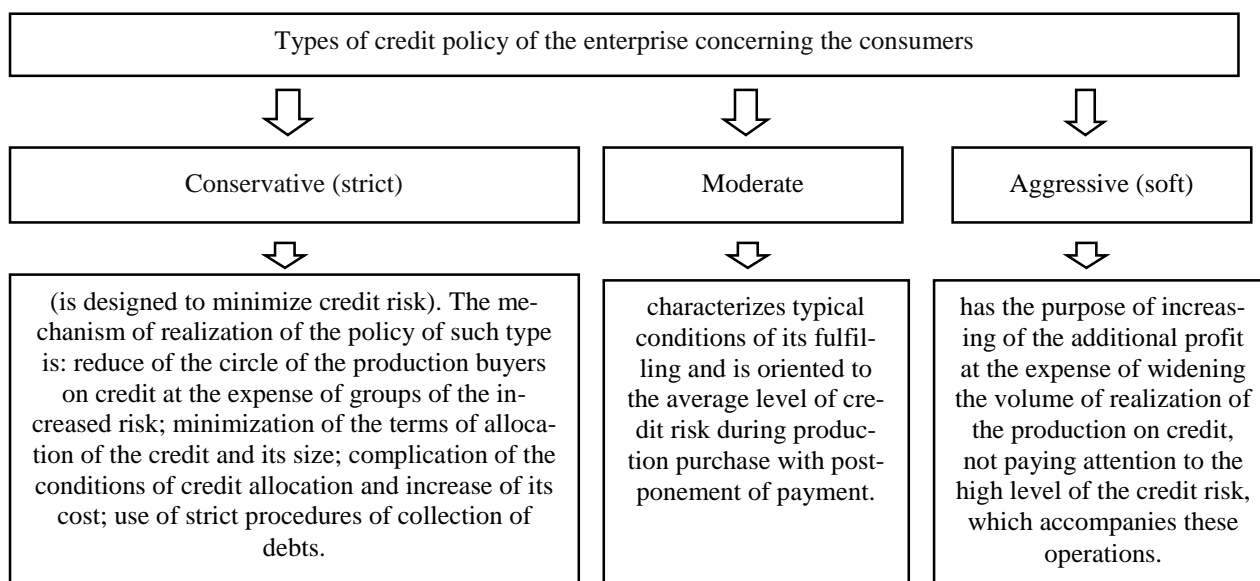 Types of credit policy of the enterprise concerning the consumers
Conservative (strict)
Moderate
Aggressive (soft)
(is designed to minimize credit risk). The me-
chanism of realization of the policy of such type
is: reduce of the circle of the production buyers
on credit at the expense of groups of the in-
creased risk; minimization of the terms of alloca-
tion of the credit and its size; complication of the
conditions of credit allocation and increase of its
cost; use of strict procedures of collection of
debts.
characterizes typical
conditions of its fulfil-
ling and is oriented to
the average level of cre-
dit risk during produc-
tion purchase with post-
ponement of payment.
has the purpose of increas-
ing of the additional profit
at the expense of widening
the volume of realization of
the production on credit,
not paying attention to the
high level of the credit risk,
which accompanies these
operations.